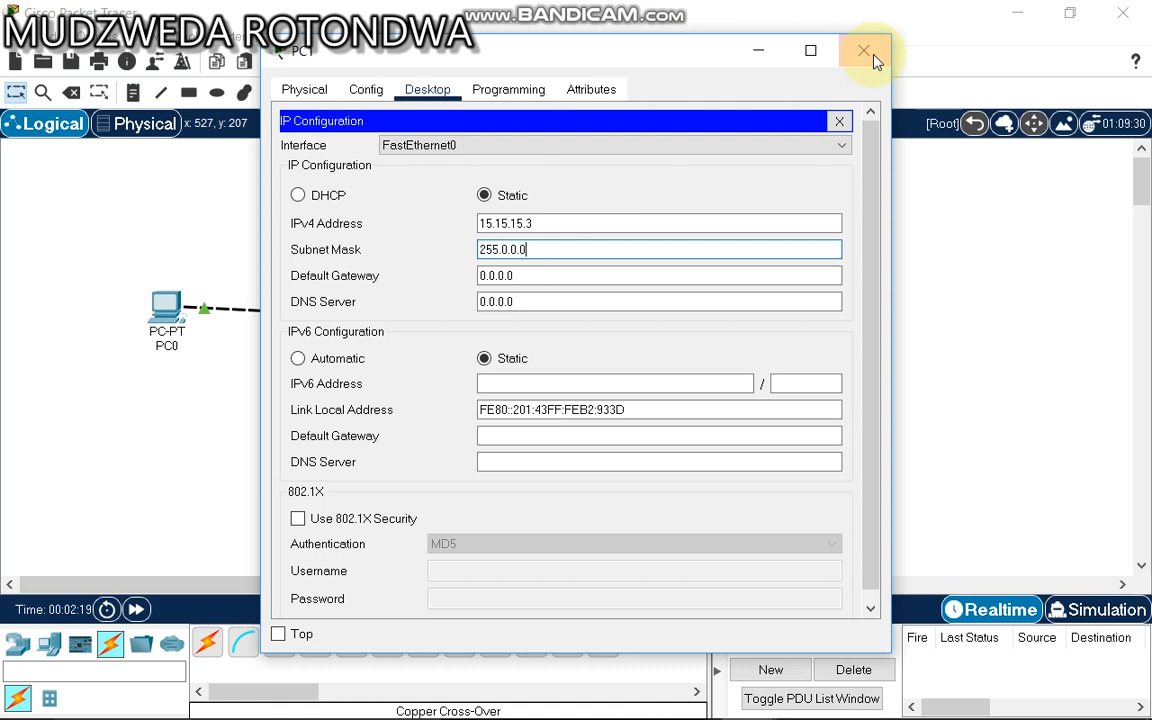 Cisco Packet Tracer
www.BANDICAM.com
MUDZWEDA ROTONDWA
Physical Config Desktop Programming Attributes
?
Logical Physical x: 527, y: 207
[Root] 01:09:30
IP Configuration X
Interface FastEthernet0
IP Configuration
DHCP Static
IPv4 Address 15.15.15.3
Subnet Mask 255.0.0.0
Default Gateway 0.0.0.0
DNS Server 0.0.0.0
PC-PT
PC0
IPv6 Configuration
Automatic Static
IPv6 Address /
Link Local Address FE80::201:43FF:FEB2:933D
Default Gateway
DNS Server
802.1X
Use 802.1X Security
Authentication MD5
Username
Password
Time: 00:02:19
Realtime Simulation
Top
Fire Last Status Source Destination
New Delete
Toggle PDU List Window
Copper Cross-Over